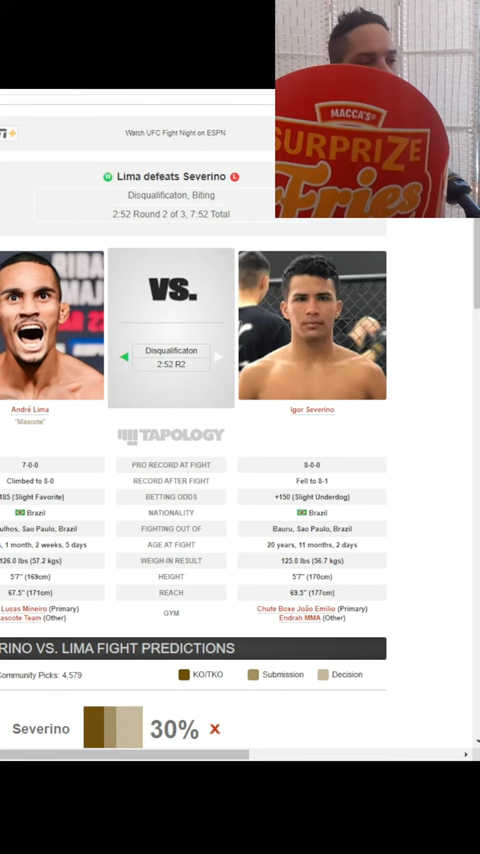 MACCA'S®
SURPRIZE
Fries
Watch UFC Fight Night on ESPN
W Lima defeats Severino L
Disqualificaton, Biting
2:52 Round 2 of 3, 7:52 Total
VS.
Disqualificaton
2:52 R2
André Lima
"Mascote"
Igor Severino
TAPOLOGY
7-0-0 PRO RECORD AT FIGHT 8-0-0
Climbed to 8-0 RECORD AFTER FIGHT Fell to 8-1
185 (Slight Favorite) BETTING ODDS +150 (Slight Underdog)
Brazil NATIONALITY Brazil
ulhos, Sao Paulo, Brazil FIGHTING OUT OF Bauru, Sao Paulo, Brazil
, 1 month, 2 weeks, 5 days AGE AT FIGHT 20 years, 11 months, 2 days
126.0 lbs (57.2 kgs) WEIGH-IN RESULT 125.0 lbs (56.7 kgs)
5'7" (169cm) HEIGHT 5'7" (170cm)
67.5" (171cm) REACH 69.5" (177cm)
Lucas Mineiro (Primary) GYM Chute Boxe João Emilio (Primary)
ascote Team (Other) Endrah MMA (Other)
RINO VS. LIMA FIGHT PREDICTIONS
Community Picks: 4,579 KO/TKO Submission Decision
Severino 30% X